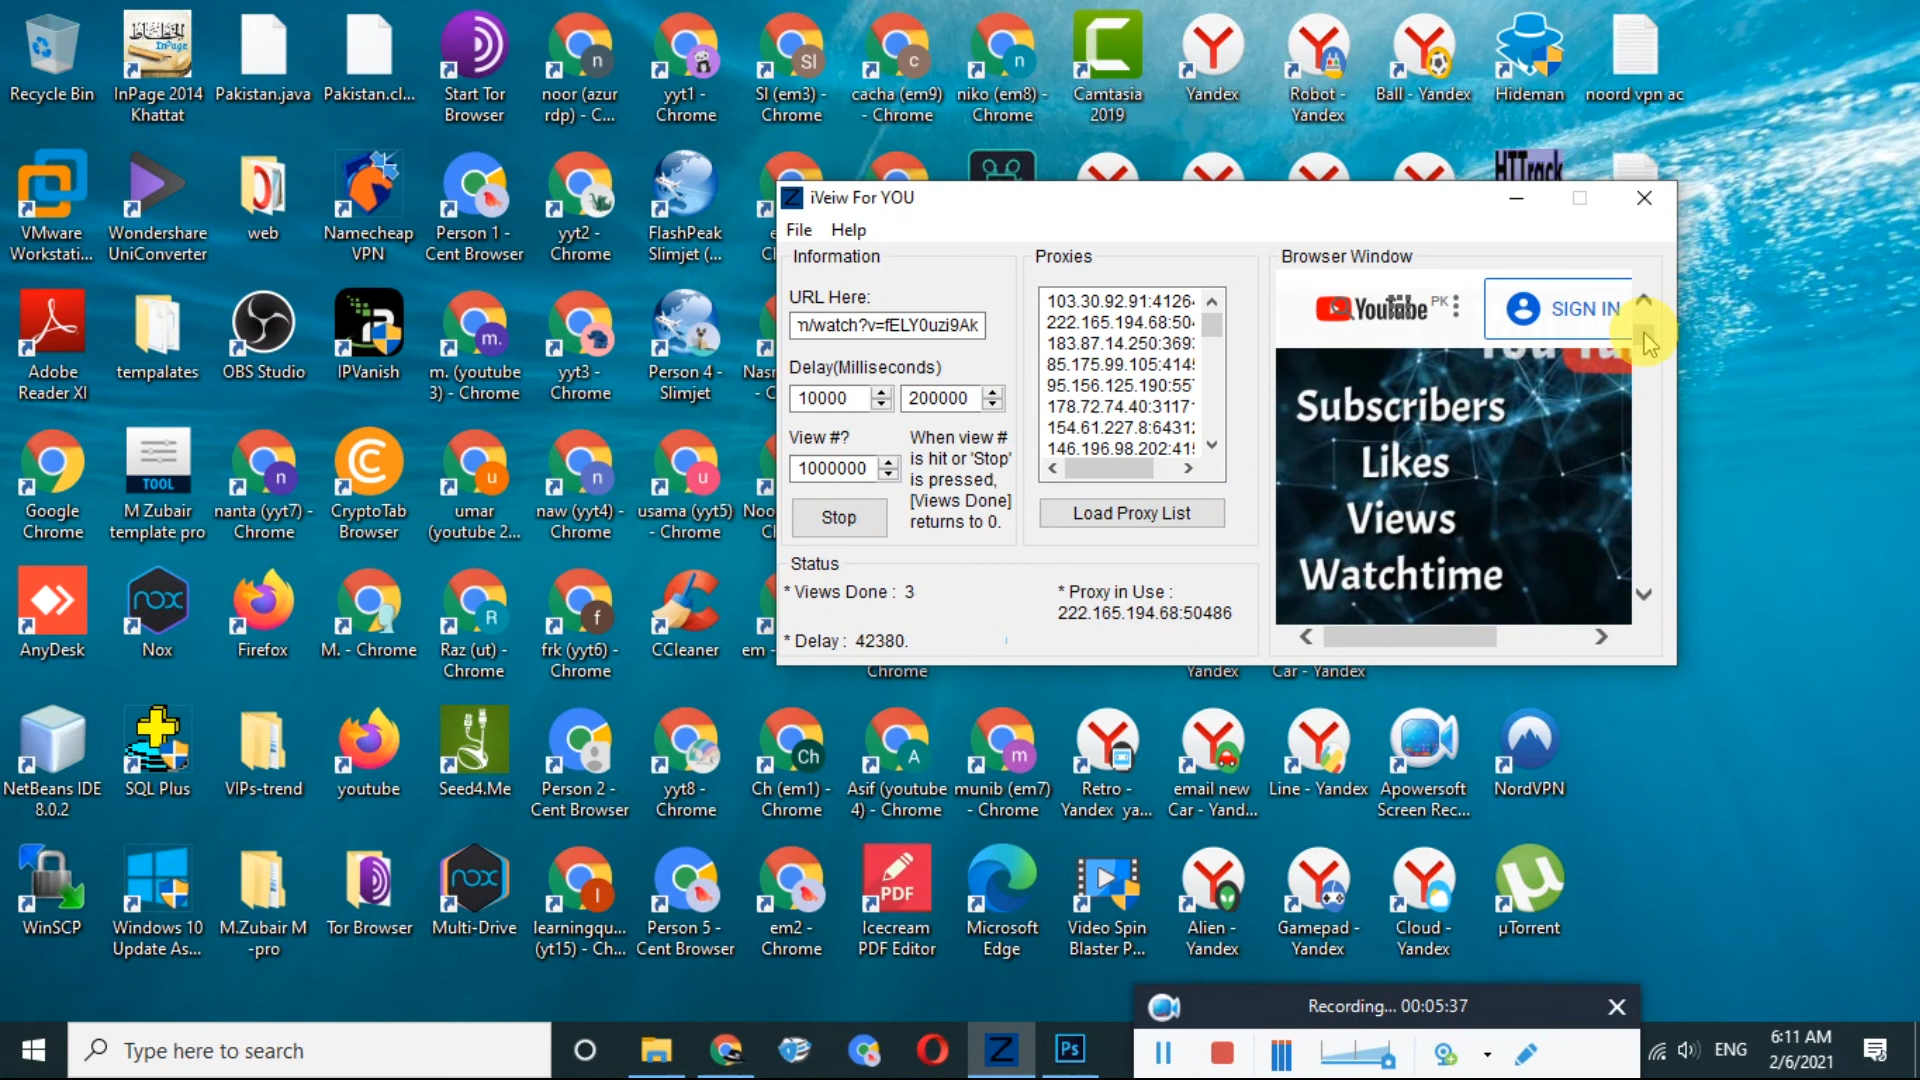 Recycle Bin
InPage 2014
Khattat
Pakistan.java
Pakistan.cl...
Start Tor
Browser
noor (azur
rdp) - C...
yyt1 -
Chrome
Sl (em3) -
Chrome
cacha (em9)
- Chrome
niko (em8) -
Chrome
Camtasia
2019
Yandex
Robot -
Yandex
Ball - Yandex
Hideman
noord vpn ac
VMware
Workstati...
Wondershare
UniConverter
web
Namecheap
VPN
Person 1 -
Cent Browser
yyt2 -
Chrome
FlashPeak
Slimjet (...
HTTrack
iVeiw For YOU
File
Help
Information
URL Here:
m/watch?v=fELY0uzi9Ak
Delay(Milliseconds)
10000
200000
View #?
1000000
When view #
is hit or 'Stop'
is pressed,
[Views Done]
returns to 0.
Stop
Proxies
103.30.92.91:4126
222.165.194.68:50
183.87.14.250:369
85.175.99.105:414
95.156.125.190:55
178.72.74.40:3117
154.61.227.8:6431
146.196.98.202:41
Load Proxy List
Browser Window
YouTube PK
SIGN IN
Subscribers
Likes
Views
Watchtime
Status
* Views Done : 3
* Proxy in Use :
222.165.194.68:50486
* Delay : 42380.
Adobe
Reader XI
tempalates
OBS Studio
IPVanish
m. (youtube
3) - Chrome
yyt3 -
Chrome
Person 4 -
Slimjet
Google
Chrome
TOOL
M Zubair
template pro
nanta (yyt7) -
Chrome
CryptoTab
Browser
umar
(youtube 2...
naw (yyt4) -
Chrome
usama (yyt5)
- Chrome
AnyDesk
Nox
Firefox
M. - Chrome
Raz (ut) -
Chrome
frk (yyt6) -
Chrome
CCleaner
em -
Chrome
Yandex
Car - Yandex
NetBeans IDE
8.0.2
SQL Plus
VIPs-trend
youtube
Seed4.Me
Person 2 -
Cent Browser
yyt8 -
Chrome
Ch (em1) -
Chrome
Asif (youtube
4) - Chrome
munib (em7)
- Chrome
Retro -
Yandex ya...
email new
Car - Yand...
Line - Yandex
Apowersoft
Screen Rec...
NordVPN
WinSCP
Windows 10
Update As...
M.Zubair M
-pro
Tor Browser
Multi-Drive
learningqu...
(yt15) - Ch...
Person 5 -
Cent Browser
em2 -
Chrome
PDF
Icecream
PDF Editor
Microsoft
Edge
Video Spin
Blaster P...
Alien -
Yandex
Gamepad -
Yandex
Cloud -
Yandex
µTorrent
Recording... 00:05:37
Type here to search
Ps
ENG
6:11 AM
2/6/2021